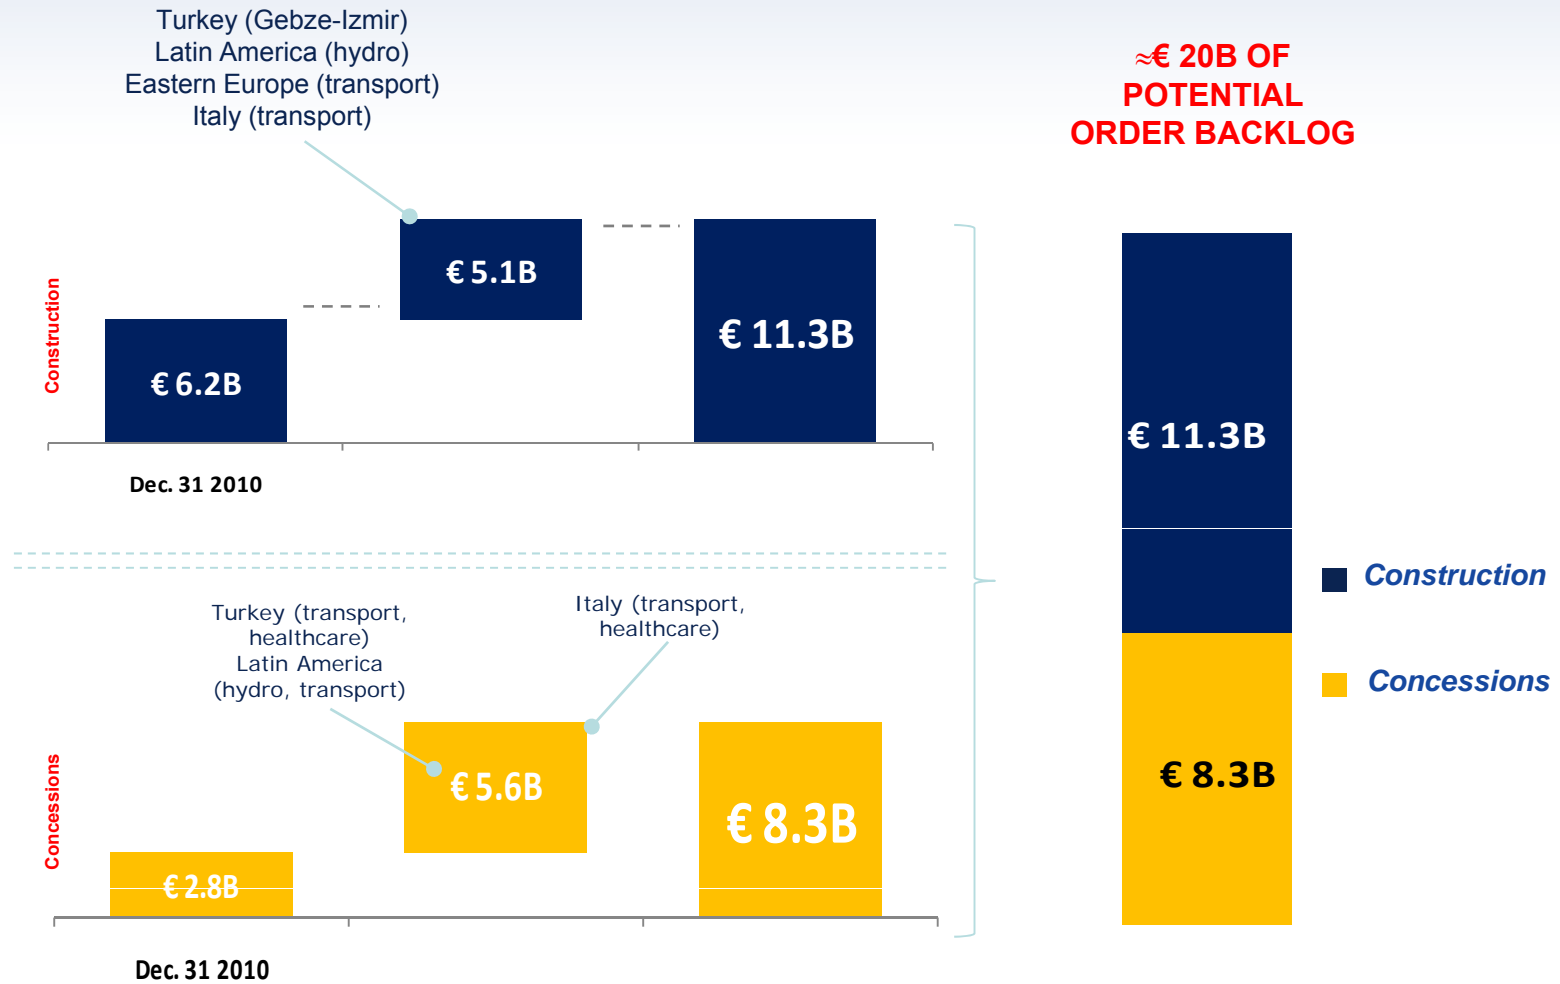 Turkey (Gebze-Izmir)
Latin America (hydro)
Eastern Europe (transport)
Italy (transport)
≈€ 20B OF
POTENTIAL
ORDER BACKLOG
Construction
€ 6.2B
€ 5.1B
€ 11.3B
Dec. 31 2010
€ 11.3B
Construction
Concessions
€ 8.3B
Turkey (transport,
healthcare)
Latin America
(hydro, transport)
Italy (transport,
healthcare)
Concessions
€ 2.8B
€ 5.6B
€ 8.3B
Dec. 31 2010